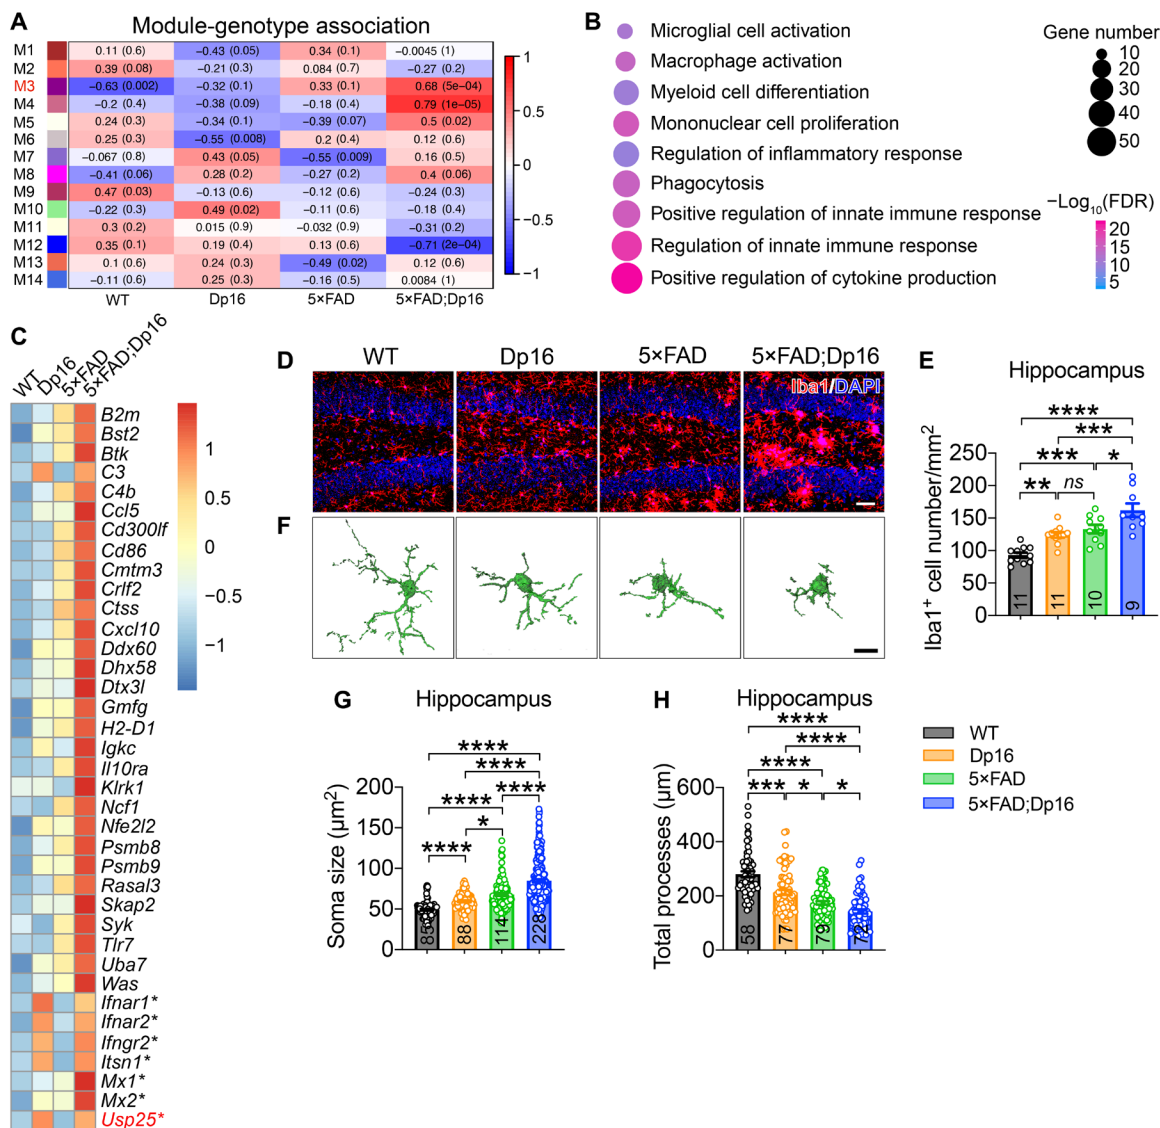 A
Module-genotype association
M1 0.11 (0.6) −0.43 (0.05) 0.34 (0.1) −0.0045 (1)
M2 0.39 (0.08) −0.21 (0.3) 0.084 (0.7) −0.27 (0.2)
M3 −0.63 (0.002) −0.32 (0.1) 0.33 (0.1) 0.68 (5e−04)
M4 −0.2 (0.4) −0.38 (0.09) −0.18 (0.4) 0.79 (1e−05)
M5 0.24 (0.3) −0.34 (0.1) −0.39 (0.07) 0.5 (0.02)
M6 0.25 (0.3) −0.55 (0.008) 0.2 (0.4) 0.12 (0.6)
M7 −0.067 (0.8) 0.43 (0.05) −0.55 (0.009) 0.16 (0.5)
M8 −0.41 (0.06) 0.28 (0.2) −0.27 (0.2) 0.4 (0.06)
M9 0.47 (0.03) −0.13 (0.6) −0.12 (0.6) −0.24 (0.3)
M10 −0.22 (0.3) 0.49 (0.02) −0.11 (0.6) −0.18 (0.4)
M11 0.3 (0.2) 0.015 (0.9) −0.032 (0.9) −0.31 (0.2)
M12 0.35 (0.1) 0.19 (0.4) 0.13 (0.6) −0.71 (2e−04)
M13 0.1 (0.6) 0.24 (0.3) −0.49 (0.02) 0.12 (0.6)
M14 −0.11 (0.6) 0.25 (0.3) −0.16 (0.5) 0.0084 (1)
WT Dp16 5×FAD 5×FAD;Dp16
1
0.5
0
−0.5
−1
B
Microglial cell activation
Macrophage activation
Myeloid cell differentiation
Mononuclear cell proliferation
Regulation of inflammatory response
Phagocytosis
Positive regulation of innate immune response
Regulation of innate immune response
Positive regulation of cytokine production
Gene number
10
20
30
40
50
−Log10(FDR)
20
15
10
5
C
WT Dp16 5×FAD 5×FAD;Dp16
B2m
Bst2
Btk
C3
C4b
Ccl5
Cd300lf
Cd86
Cmtm3
Crlf2
Ctss
Cxcl10
Ddx60
Dhx58
Dtx3l
Gmfg
H2-D1
Igkc
Il10ra
Klrk1
Ncf1
Nfe2l2
Psmb8
Psmb9
Rasal3
Skap2
Syk
Tlr7
Uba7
Was
Ifnar1*
Ifnar2*
Ifngr2*
Itsn1*
Mx1*
Mx2*
Usp25*
1
0.5
0
−0.5
−1
D
WT Dp16 5×FAD 5×FAD;Dp16
Iba1/DAPI
F
E
Hippocampus
****
***
*** *
** ns
Iba1+ cell number/mm2
250
200
150
100
50
0
11 11 10 9
G
Hippocampus
****
****
**** ****
*
****
Soma size (μm2)
200
150
100
50
0
88 114 228
H
Hippocampus
****
****
****
*** * *
Total processes (μm)
600
400
200
0
58 77 79
WT
Dp16
5×FAD
5×FAD;Dp16